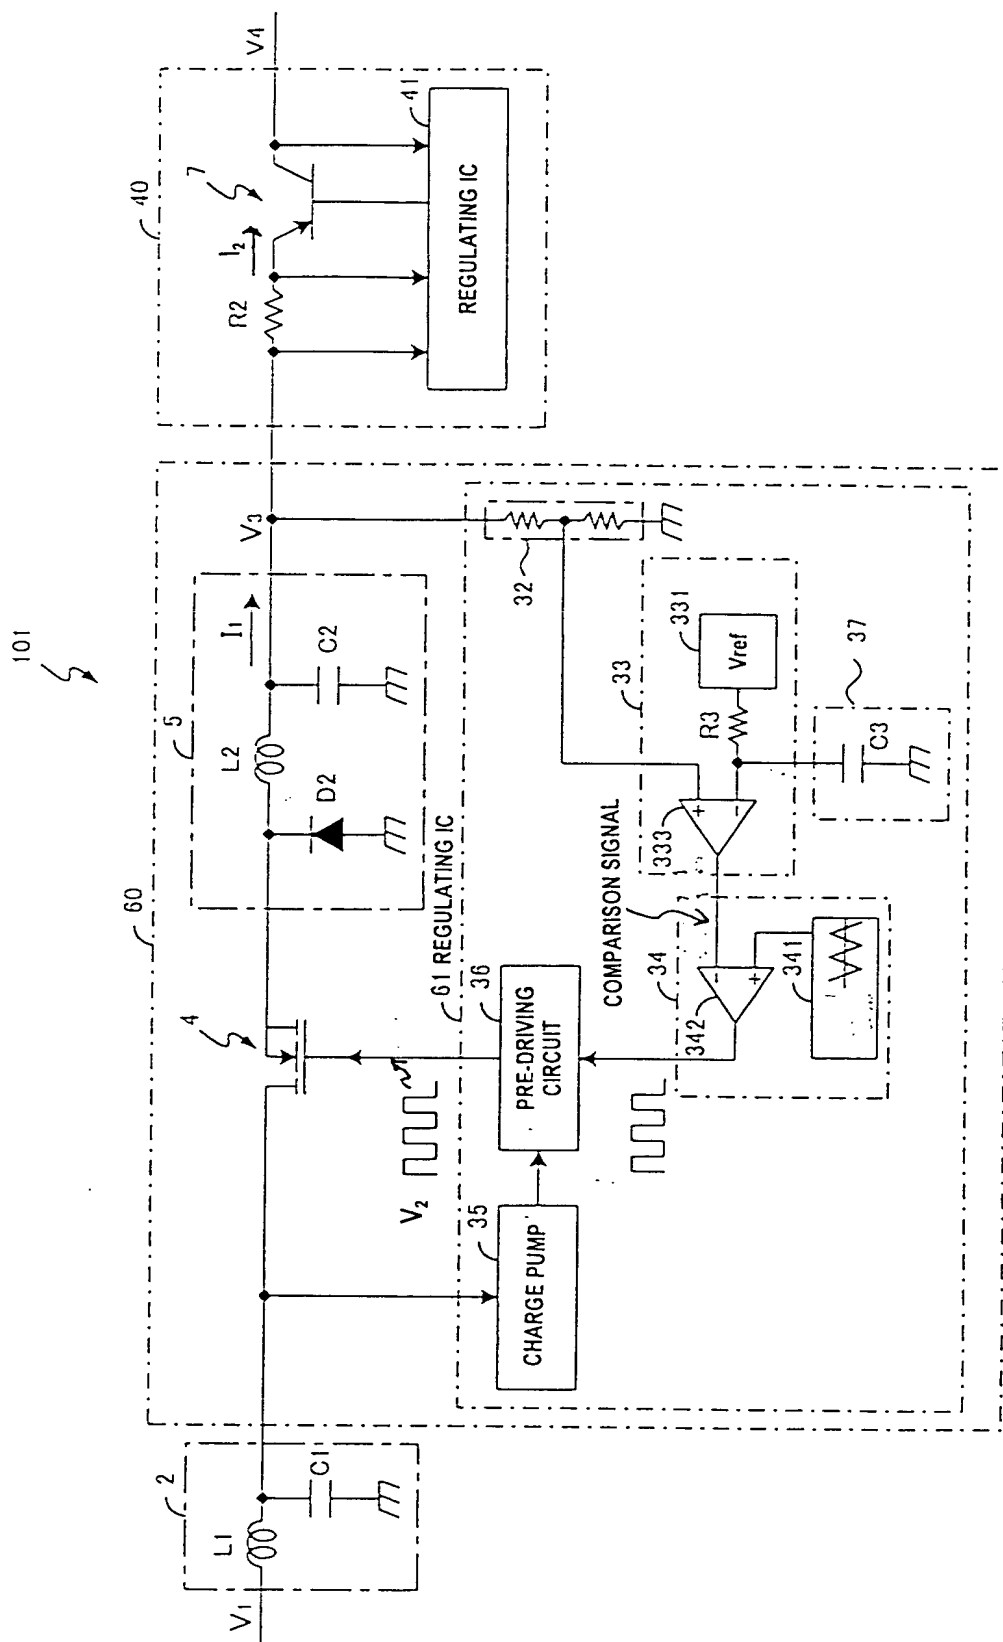 101
V1
2
L1
C1
60
4
5
D2
L2
C2
I1
V3
40
R2
I2
7
V4
41
REGULATING IC
V2
61 REGULATING IC
35
CHARGE PUMP
36
PRE-DRIVING
CIRCUIT
32
COMPARISON SIGNAL
34
342
341
33
333
331
Vref
R3
37
C3
+
-
-
+